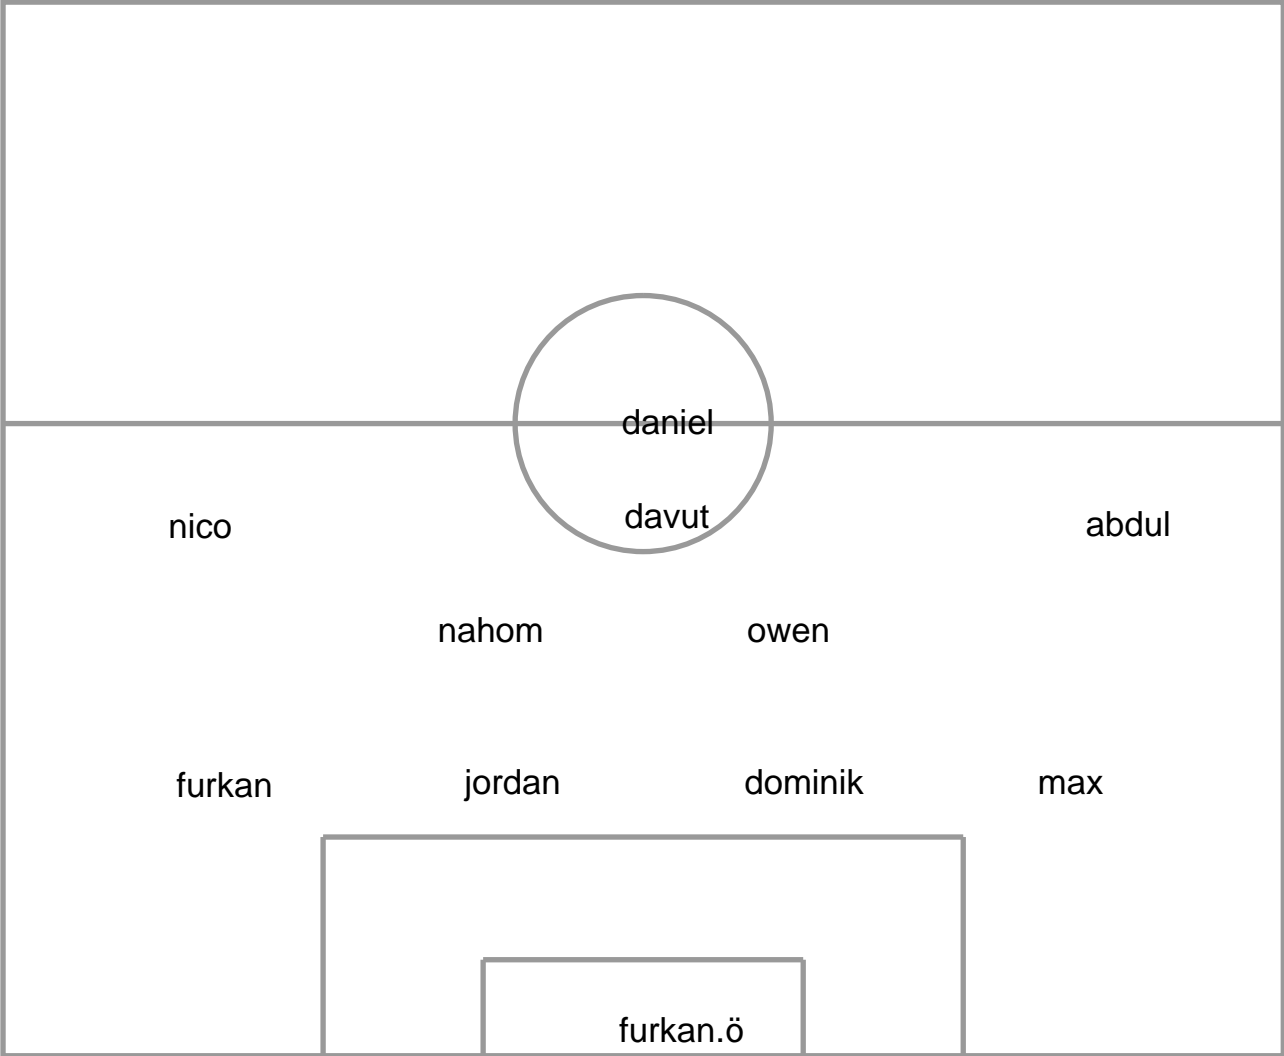 daniel
nico davut abdul
nahom owen
furkan jordan dominik max
furkan.ö